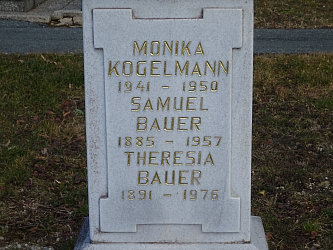 MONIKA
KOGELMANN
1941 - 1950
SAMUEL
BAUER
1885 - 1957
THERESIA
BAUER
1891 - 1976